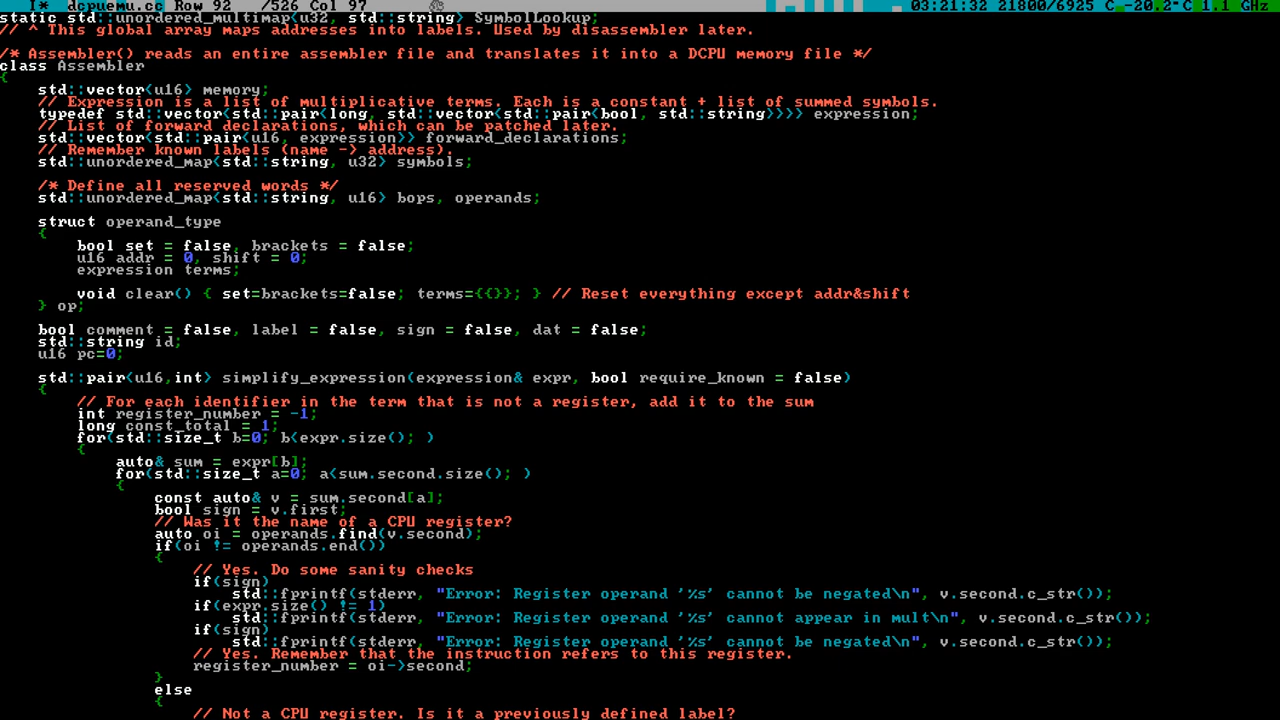 I* dcpuemu.cc Row 92 /526 Col 97 03:21:32 21800/6925 C -20.2°C 1.1 GHz
static std::unordered_multimap<u32, std::string> SymbolLookup;
// ^ This global array maps addresses into labels. Used by disassembler later.
/* Assembler() reads an entire assembler file and translates it into a DCPU memory file */
class Assembler
{
    std::vector<u16> memory;
    // Expression is a list of multiplicative terms. Each is a constant + list of summed symbols.
    typedef std::vector<std::pair<long, std::vector<std::pair<bool, std::string>>>> expression;
    // List of forward declarations, which can be patched later.
    std::vector<std::pair<u16, expression>> forward_declarations;
    // Remember known labels (name -> address).
    std::unordered_map<std::string, u32> symbols;
    /* Define all reserved words */
    std::unordered_map<std::string, u16> bops, operands;
    struct operand_type
    {
        bool set = false, brackets = false;
        u16 addr = 0, shift = 0;
        expression terms;
        void clear() { set=brackets=false; terms={{}}; } // Reset everything except addr&shift
    } op;
    bool comment = false, label = false, sign = false, dat = false;
    std::string id;
    u16 pc=0;
    std::pair<u16,int> simplify_expression(expression& expr, bool require_known = false)
    {
        // For each identifier in the term that is not a register, add it to the sum
        int register_number = -1;
        long const_total = 1;
        for(std::size_t b=0; b<expr.size(); )
        {
            auto& sum = expr[b];
            for(std::size_t a=0; a<sum.second.size(); )
            {
                const auto& v = sum.second[a];
                bool sign = v.first;
                // Was it the name of a CPU register?
                auto oi = operands.find(v.second);
                if(oi != operands.end())
                {
                    // Yes. Do some sanity checks
                    if(sign)
                        std::fprintf(stderr, "Error: Register operand '%s' cannot be negated\n", v.second.c_str());
                    if(expr.size() != 1)
                        std::fprintf(stderr, "Error: Register operand '%s' cannot appear in mult\n", v.second.c_str());
                    if(sign)
                        std::fprintf(stderr, "Error: Register operand '%s' cannot be negated\n", v.second.c_str());
                    // Yes. Remember that the instruction refers to this register.
                    register_number = oi->second;
                }
                else
                {
                    // Not a CPU register. Is it a previously defined label?